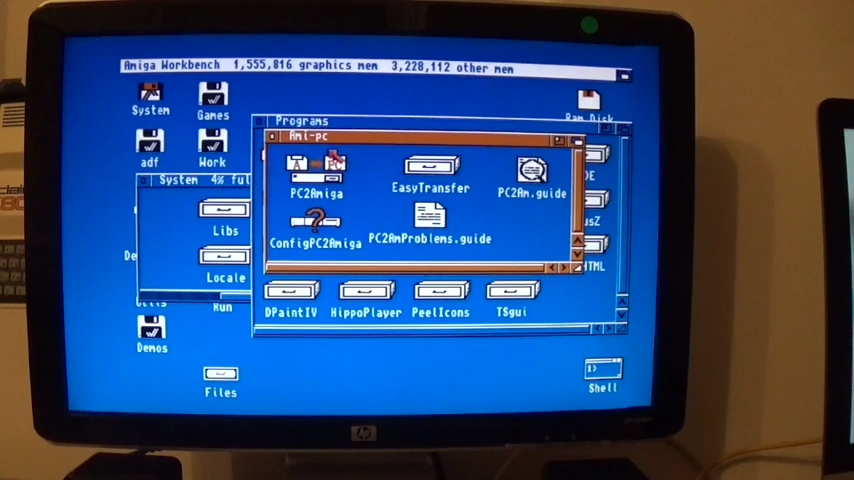 Amiga Workbench 1,555,816 graphics mem 3,228,112 other mem
System
Games
Ram Disk
adf
Work
Programs
Ami-pc
System 4% ful
PC2Amiga
EasyTransfer
PC2Am.guide
ConfigPC2Amiga
PC2AmProblems.guide
Libs
Locale
DPaintIV
HippoPlayer
PeelIcons
TSgui
Demos
Files
Shell
hp